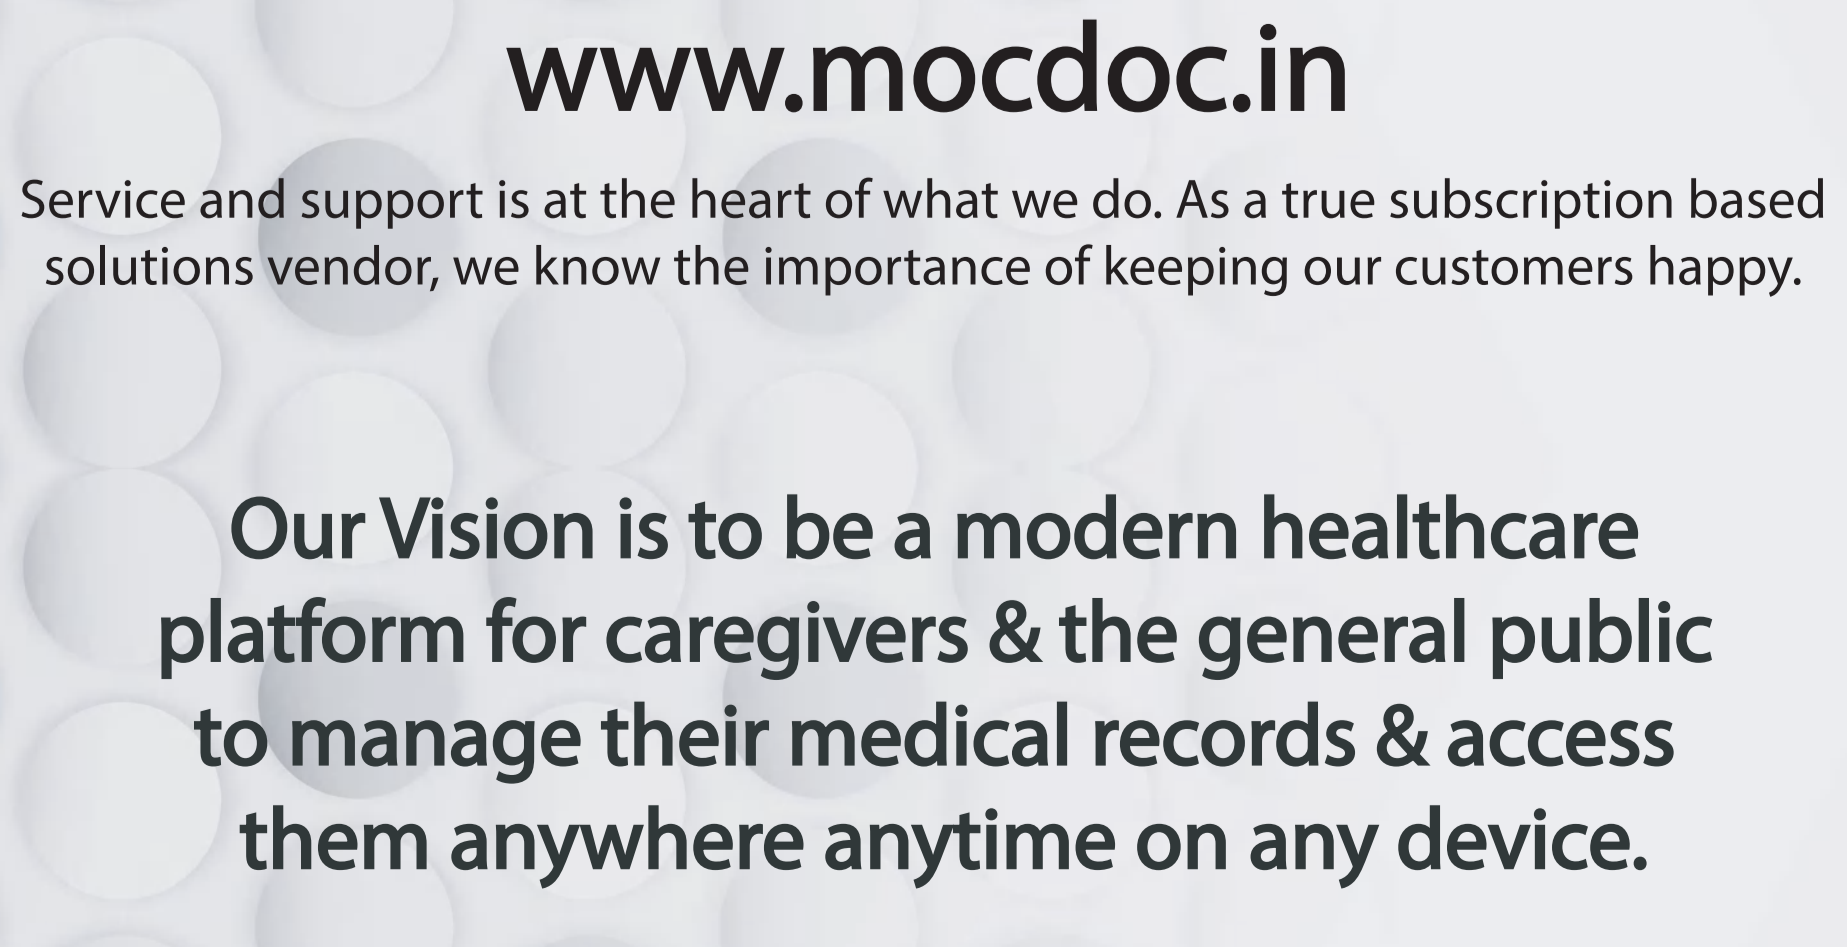 www.mocdoc.in
Service and support is at the heart of what we do. As a true subscription based
solutions vendor, we know the importance of keeping our customers happy.
Our Vision is to be a modern healthcare
platform for caregivers & the general public
to manage their medical records & access
them anywhere anytime on any device.